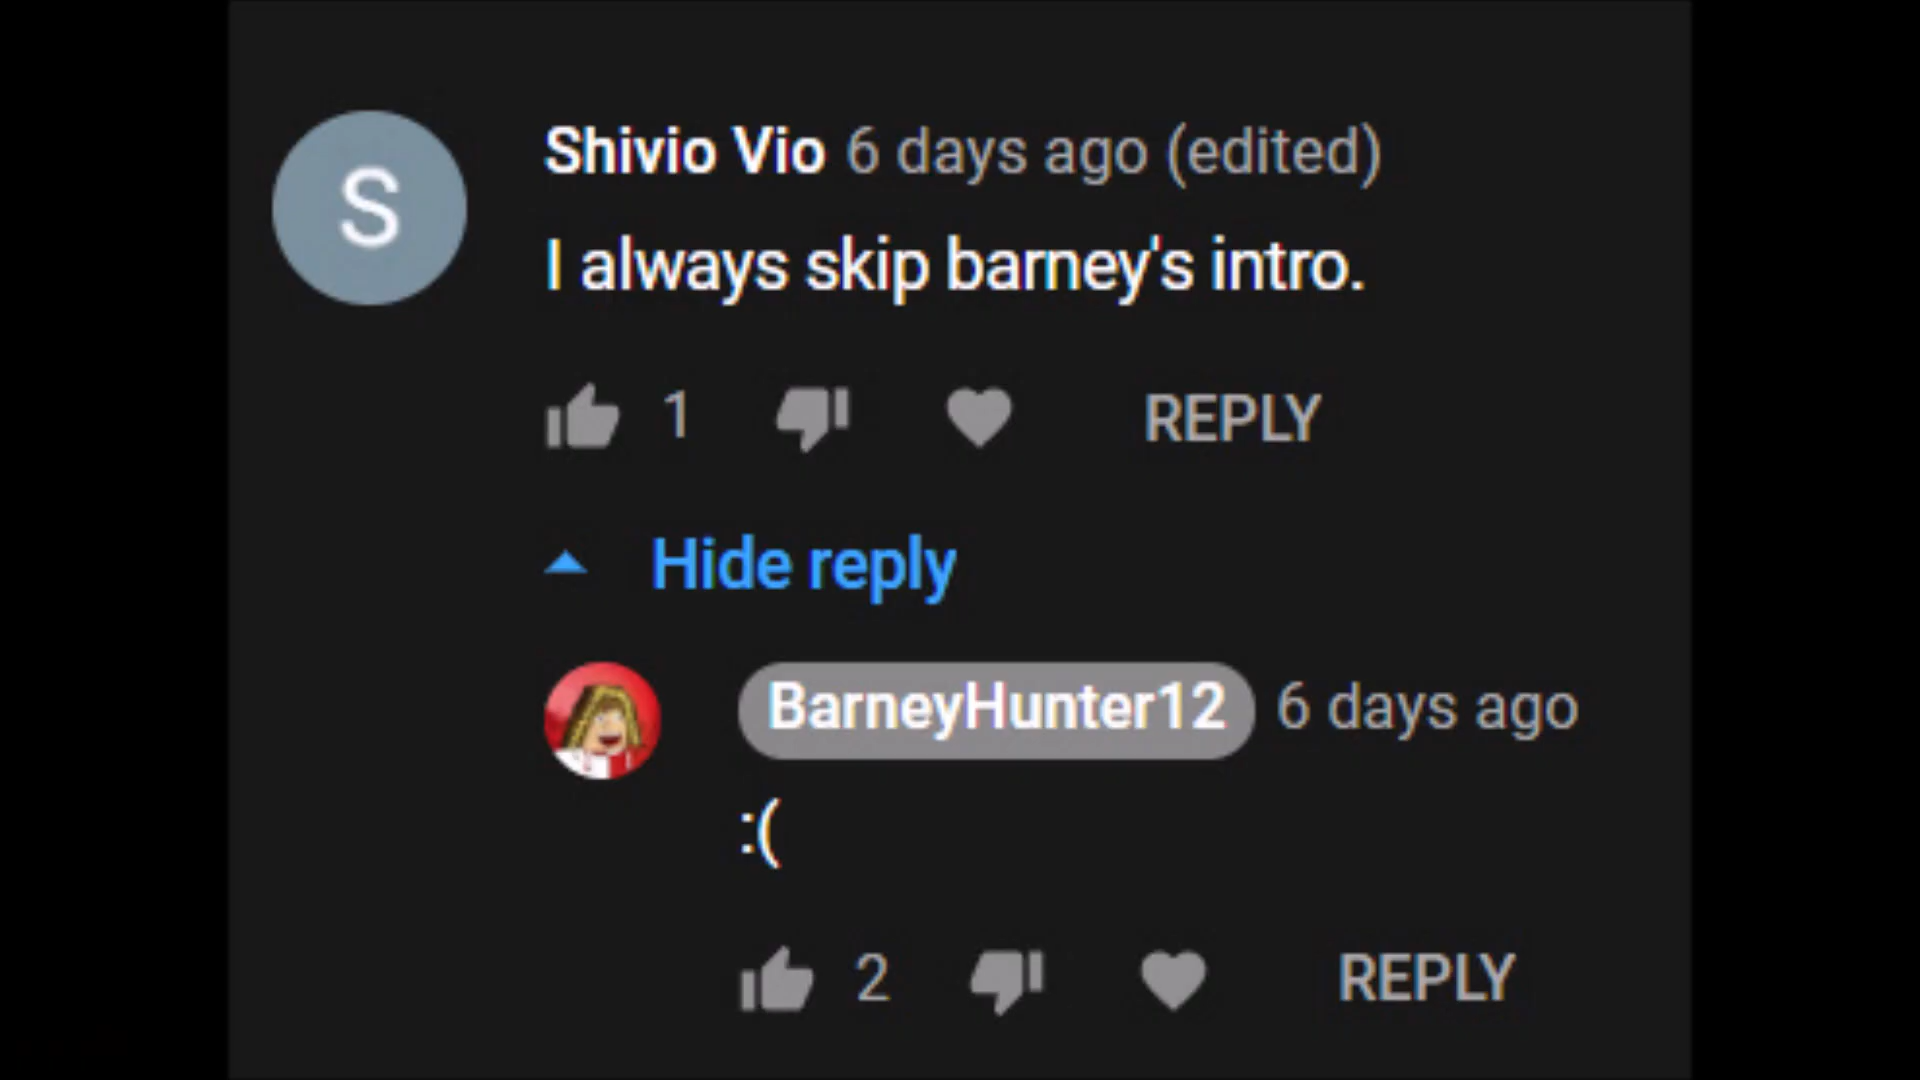 S
Shivio Vio 6 days ago (edited)
I always skip barney's intro.
1 REPLY
Hide reply
BarneyHunter12 6 days ago
:(
2 REPLY